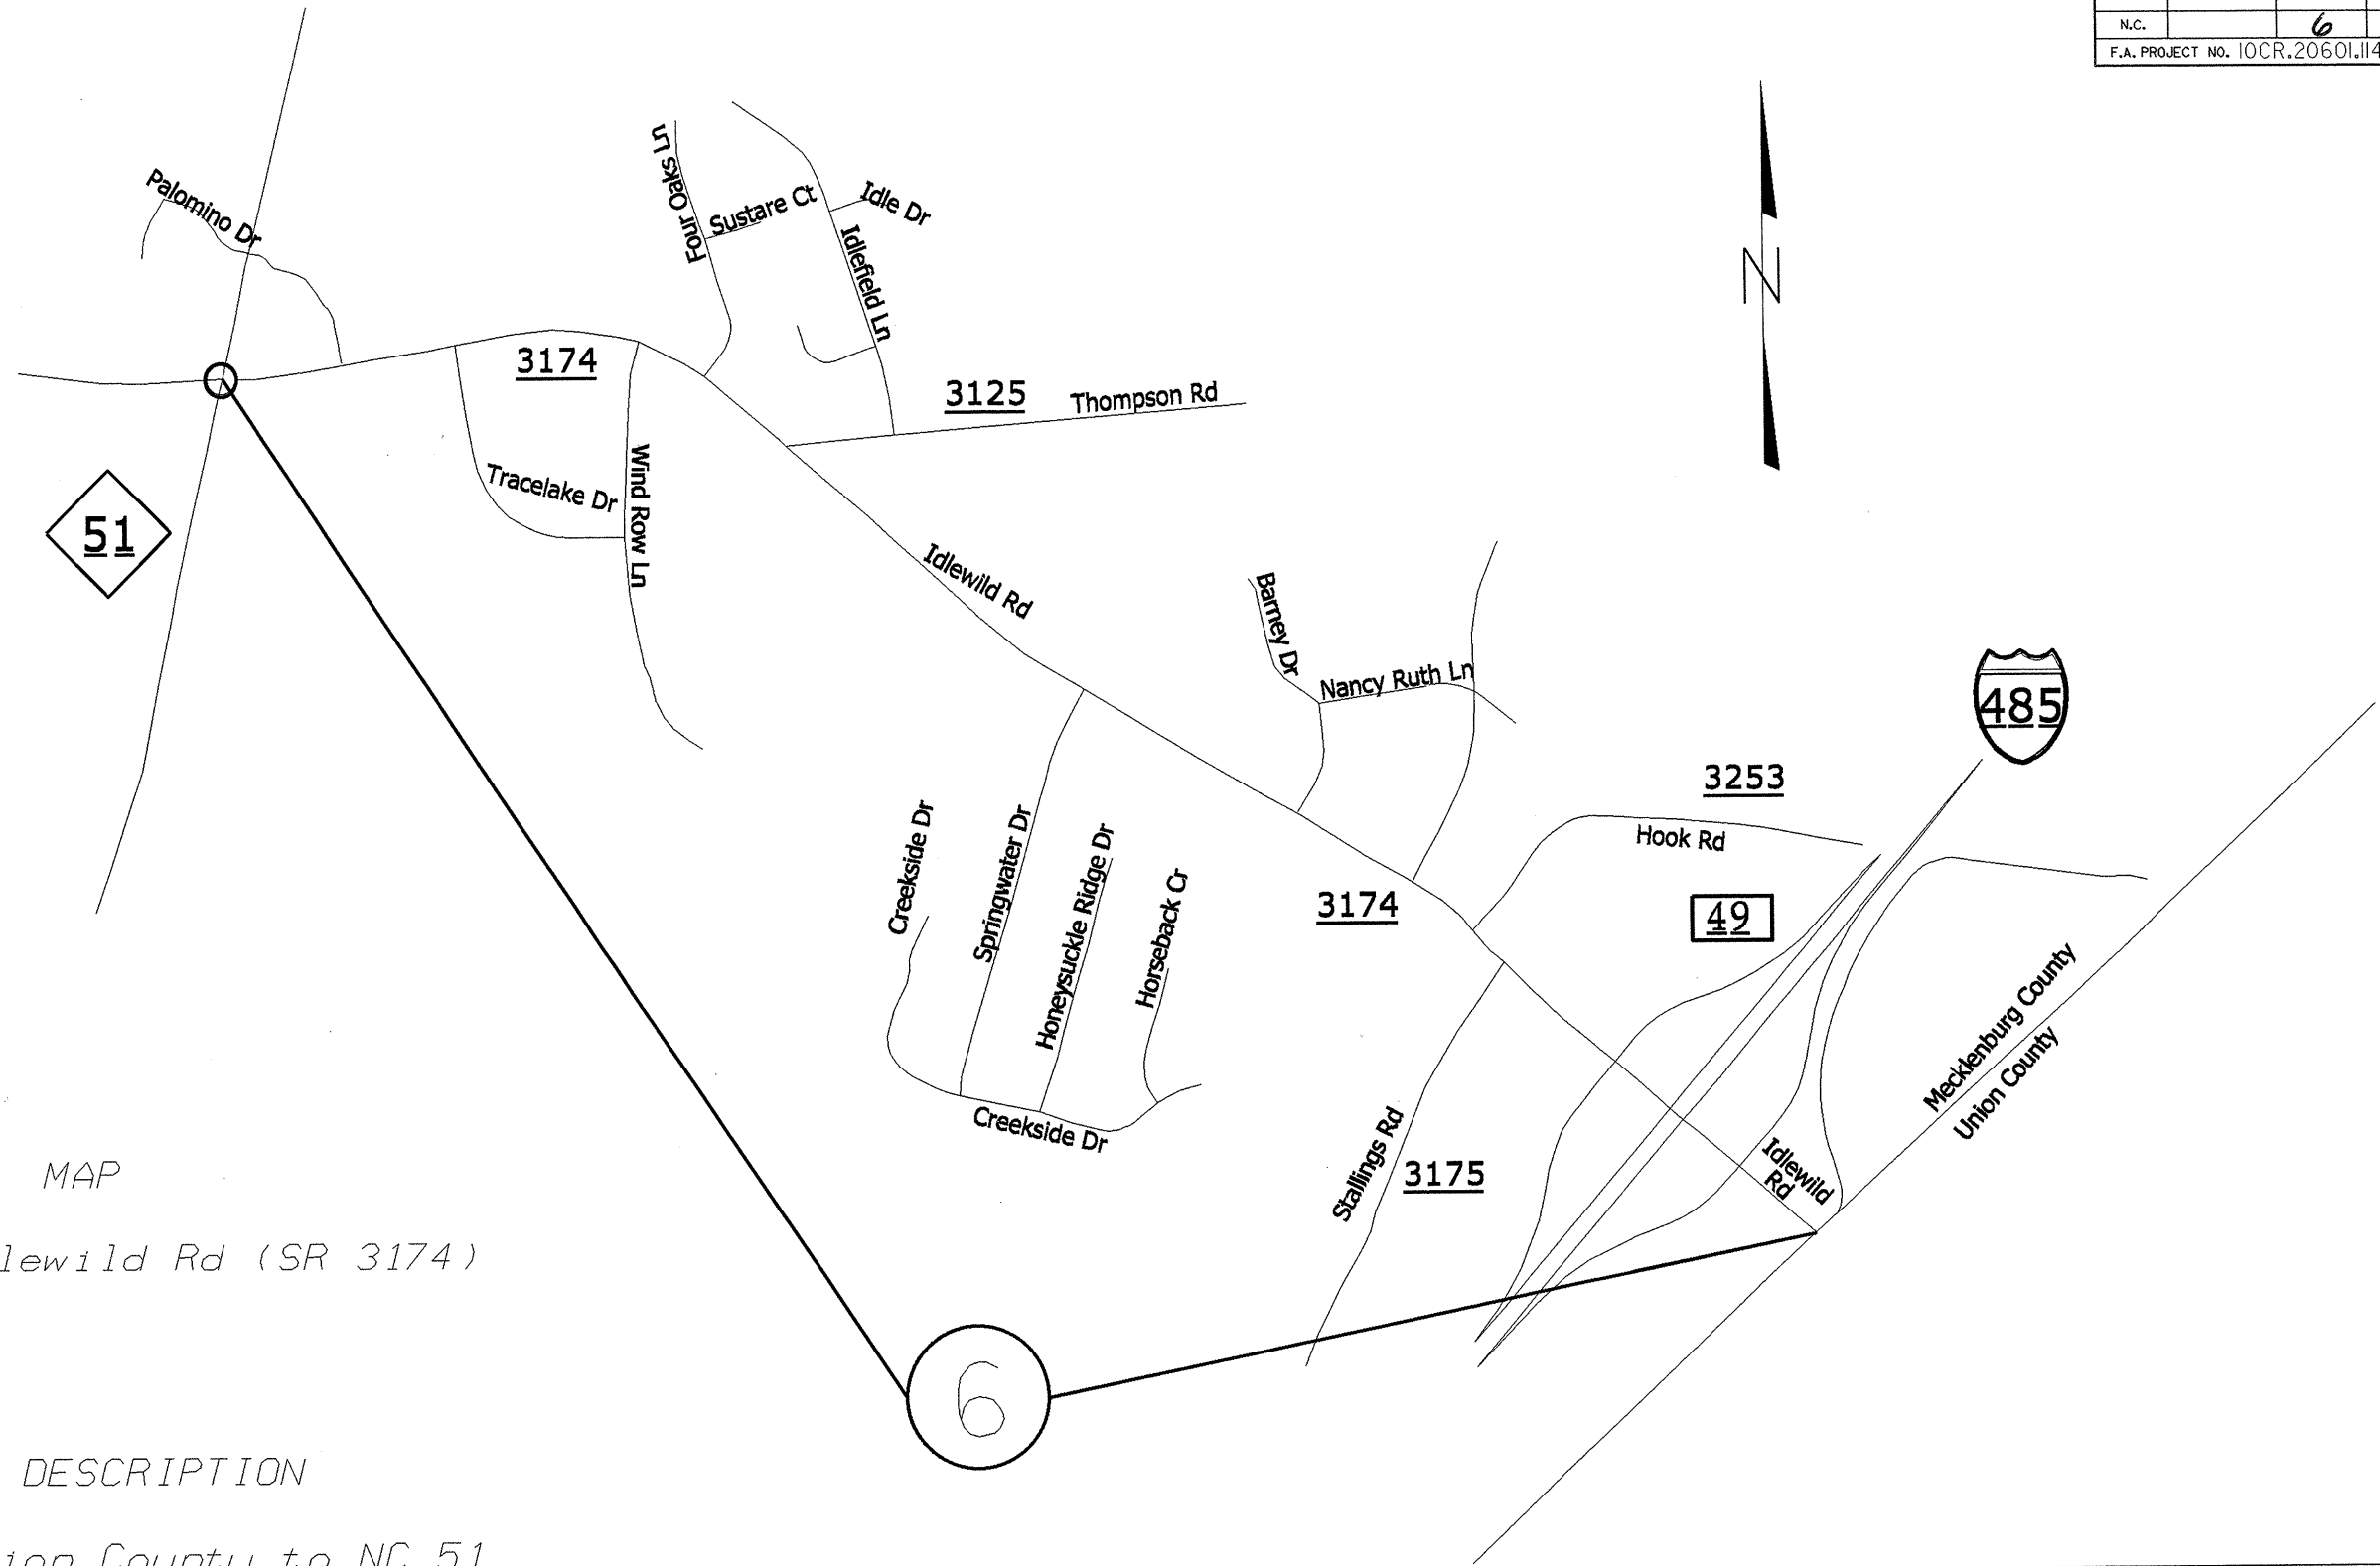 N.C. 6
F.A. PROJECT NO. 10CR.20601.114
Palomino Dr
Four Oaks Ln
Sustare Ct
Idle Dr
Idlefield Ln
N
3174
3125
Thompson Rd
51
Tracelake Dr
Wind Row Ln
Idlewild Rd
Barney Dr
Nancy Ruth Ln
485
3253
Hook Rd
49
3174
Creekside Dr
Springwater Dr
Honeysuckle Ridge Dr
Horseback Cr
Creekside Dr
Stallings Rd
3175
Idlewild
Rd
Mecklenburg County
Union County
MAP
lewild Rd (SR 3174)
6
DESCRIPTION
ion County to NC 51